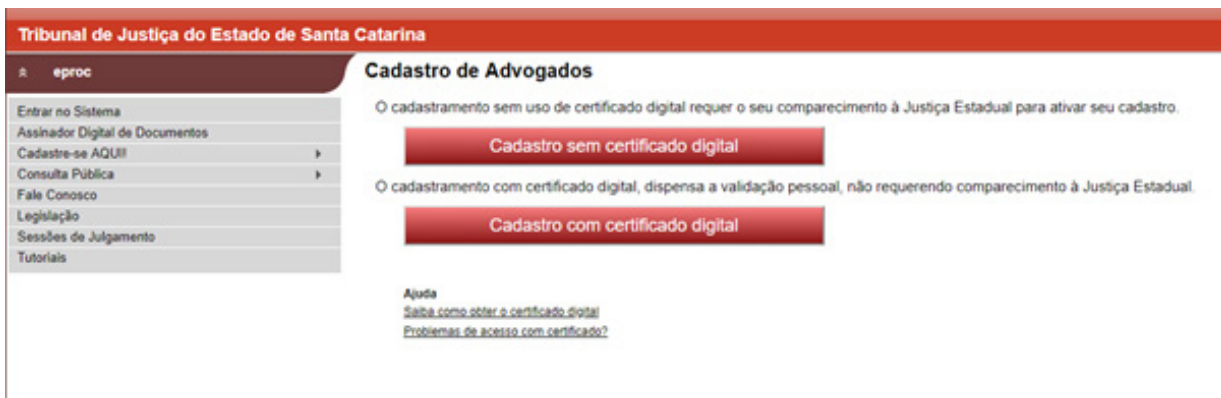 Tribunal de Justiça do Estado de Santa Catarina
eproc
Entrar no Sistema
Assinador Digital de Documentos
Cadastre-se AQUI!
Consulta Pública
Fale Conosco
Legislação
Sessões de Julgamento
Tutoriais
Cadastro de Advogados
O cadastramento sem uso de certificado digital requer o seu comparecimento à Justiça Estadual para ativar seu cadastro.
Cadastro sem certificado digital
O cadastramento com certificado digital, dispensa a validação pessoal, não requerendo comparecimento à Justiça Estadual.
Cadastro com certificado digital
Ajuda
Saiba como obter o certificado digital
Problemas de acesso com certificado?